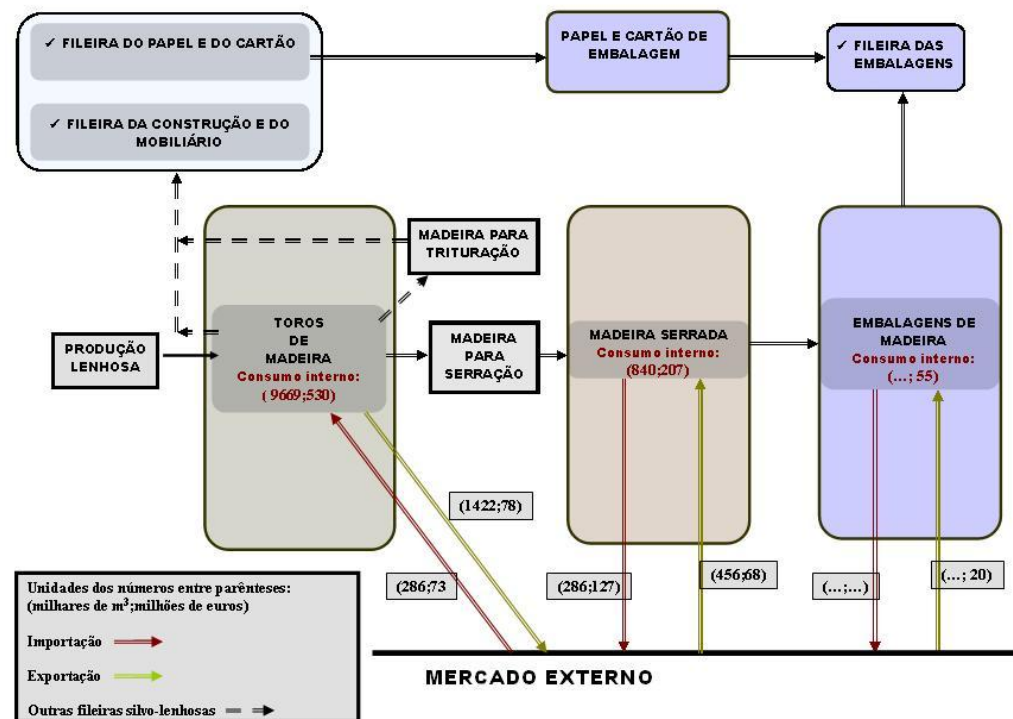 ✓ FILEIRA DO PAPEL E DO CARTÃO
✓ FILEIRA DA CONSTRUÇÃO E DO
MOBILIÁRIO
PAPEL E CARTÃO DE
EMBALAGEM
✓ FILEIRA DAS
EMBALAGENS
MADEIRA PARA
TRITURAÇÃO
PRODUÇÃO
LENHOSA
TOROS
DE
MADEIRA
Consumo interno:
( 9669;530)
MADEIRA
PARA
SERRAÇÃO
MADEIRA SERRADA
Consumo interno:
(840;207)
EMBALAGENS DE
MADEIRA
Consumo interno:
(...; 55)
(1422;78)
(286;73
(286;127)
(456;68)
(...;...)
(...; 20)
Unidades dos números entre parênteses:
(milhares de m³;milhões de euros)
Importação
Exportação
Outras fileiras silvo-lenhosas
MERCADO EXTERNO